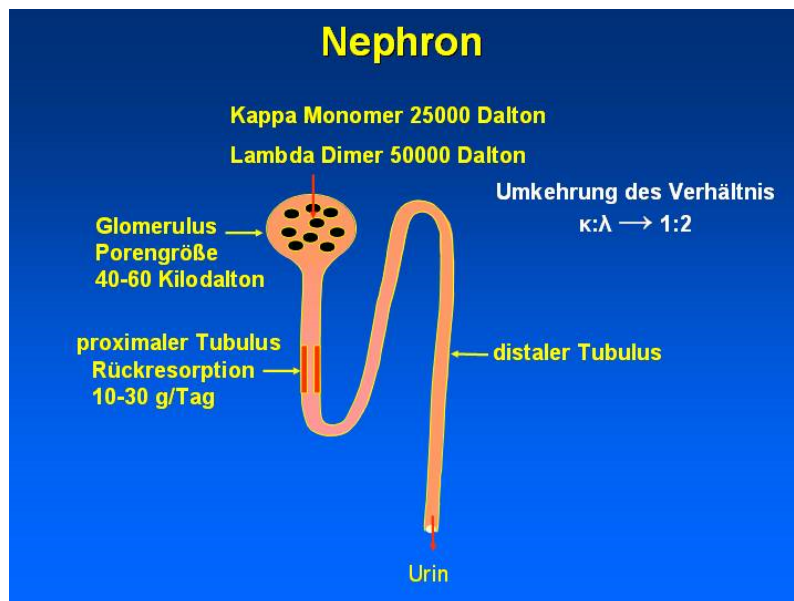 Nephron
Kappa Monomer 25000 Dalton
Lambda Dimer 50000 Dalton
Umkehrung des Verhältnis
κ:λ → 1:2
Glomerulus
Porengröße
40-60 Kilodalton
proximaler Tubulus
Rückresorption
10-30 g/Tag
distaler Tubulus
Urin